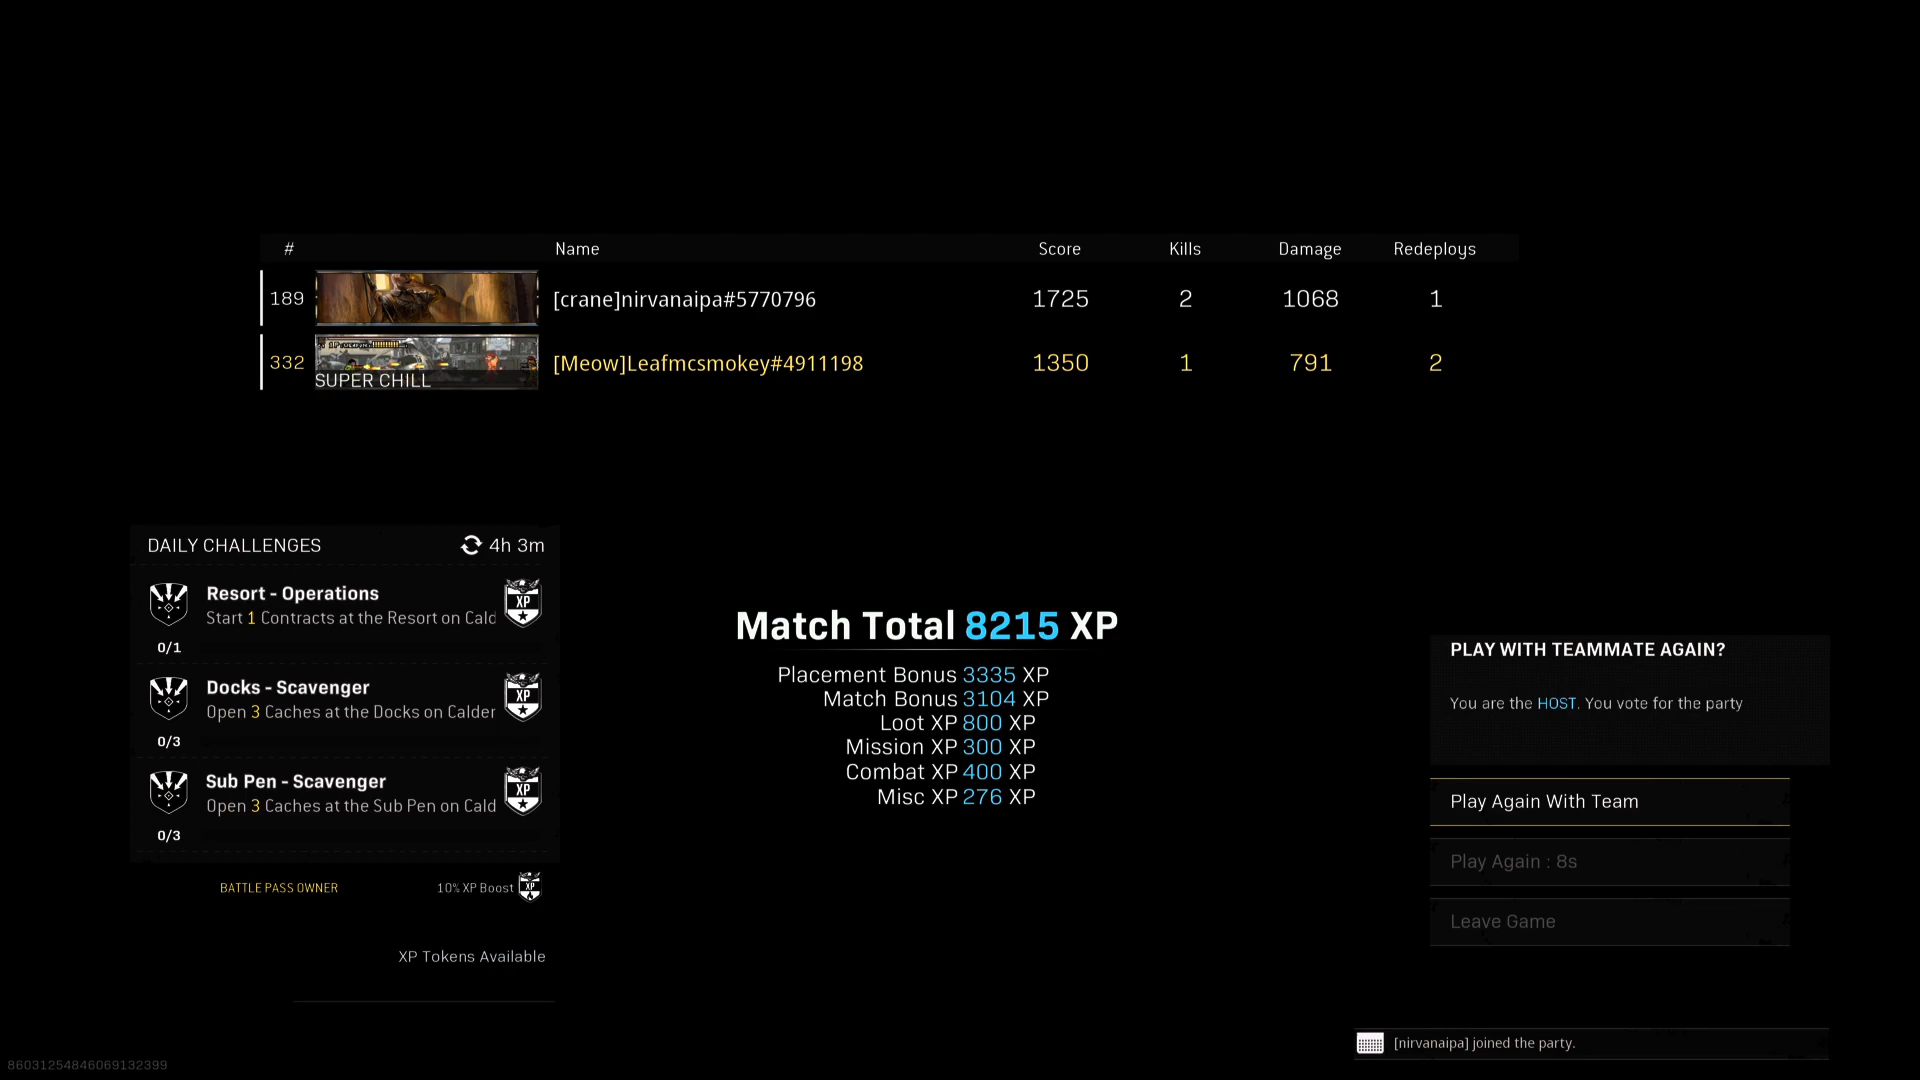 # Name Score Kills Damage Redeploys
189 [crane]nirvanaipa#5770796 1725 2 1068 1
332 SUPER CHILL [Meow]Leafmcsmokey#4911198 1350 1 791 2
DAILY CHALLENGES 4h 3m
Resort - Operations XP
Start 1 Contracts at the Resort on Cald
0/1
Docks - Scavenger XP
Open 3 Caches at the Docks on Calder
0/3
Sub Pen - Scavenger XP
Open 3 Caches at the Sub Pen on Cald
0/3
BATTLE PASS OWNER 10% XP Boost XP
XP Tokens Available
Match Total 8215 XP
Placement Bonus 3335 XP
Match Bonus 3104 XP
Loot XP 800 XP
Mission XP 300 XP
Combat XP 400 XP
Misc XP 276 XP
PLAY WITH TEAMMATE AGAIN?
You are the HOST. You vote for the party
Play Again With Team
Play Again : 8s
Leave Game
[nirvanaipa] joined the party.
86031254846069132399